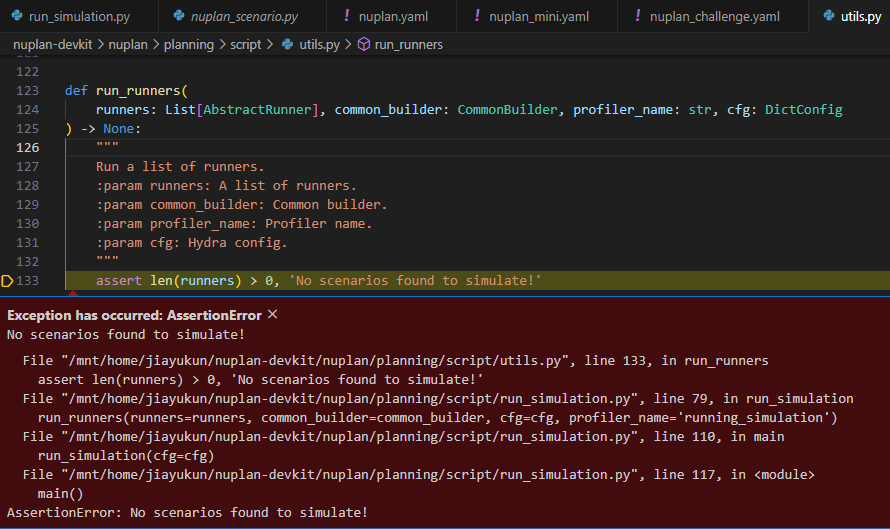 run_simulation.py nuplan_scenario.py ! nuplan.yaml ! nuplan_mini.yaml ! nuplan_challenge.yaml utils.py
nuplan-devkit > nuplan > planning > script > utils.py > run_runners
122
123 def run_runners(
124 runners: List[AbstractRunner], common_builder: CommonBuilder, profiler_name: str, cfg: DictConfig
125 ) -> None:
126 """
127 Run a list of runners.
128 :param runners: A list of runners.
129 :param common_builder: Common builder.
130 :param profiler_name: Profiler name.
131 :param cfg: Hydra config.
132 """
133 assert len(runners) > 0, 'No scenarios found to simulate!'
Exception has occurred: AssertionError ×
No scenarios found to simulate!
File "/mnt/home/jiayukun/nuplan-devkit/nuplan/planning/script/utils.py", line 133, in run_runners
assert len(runners) > 0, 'No scenarios found to simulate!'
File "/mnt/home/jiayukun/nuplan-devkit/nuplan/planning/script/run_simulation.py", line 79, in run_simulation
run_runners(runners=runners, common_builder=common_builder, cfg=cfg, profiler_name='running_simulation')
File "/mnt/home/jiayukun/nuplan-devkit/nuplan/planning/script/run_simulation.py", line 110, in main
run_simulation(cfg=cfg)
File "/mnt/home/jiayukun/nuplan-devkit/nuplan/planning/script/run_simulation.py", line 117, in <module>
main()
AssertionError: No scenarios found to simulate!